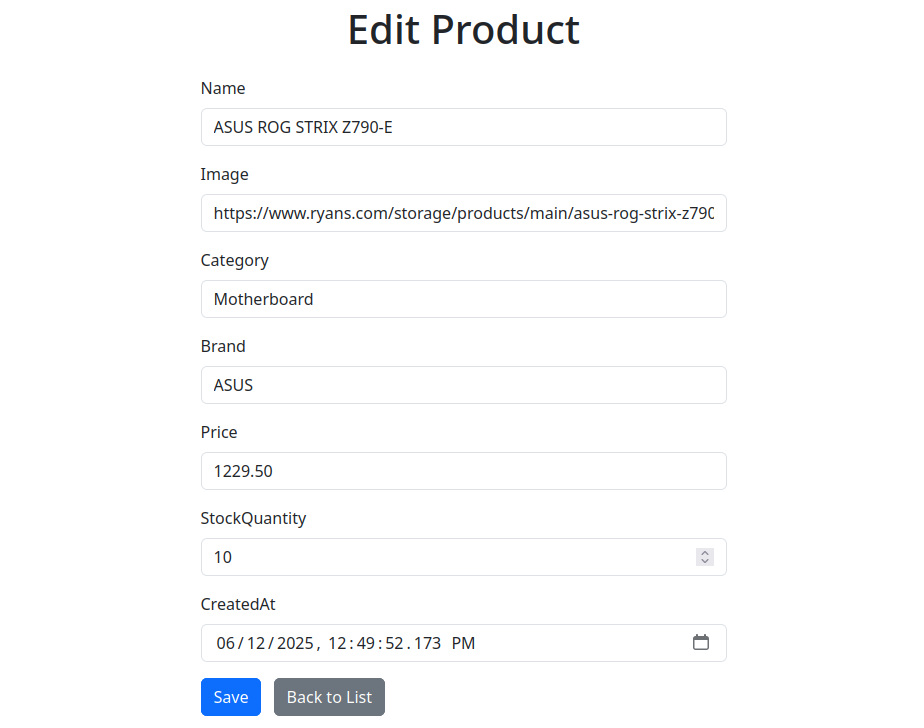 Edit Product
Name
ASUS ROG STRIX Z790-E
Image
https://www.ryans.com/storage/products/main/asus-rog-strix-z790
Category
Motherboard
Brand
ASUS
Price
1229.50
StockQuantity
10
CreatedAt
06/12/2025, 12:49:52.173 PM
Save Back to List